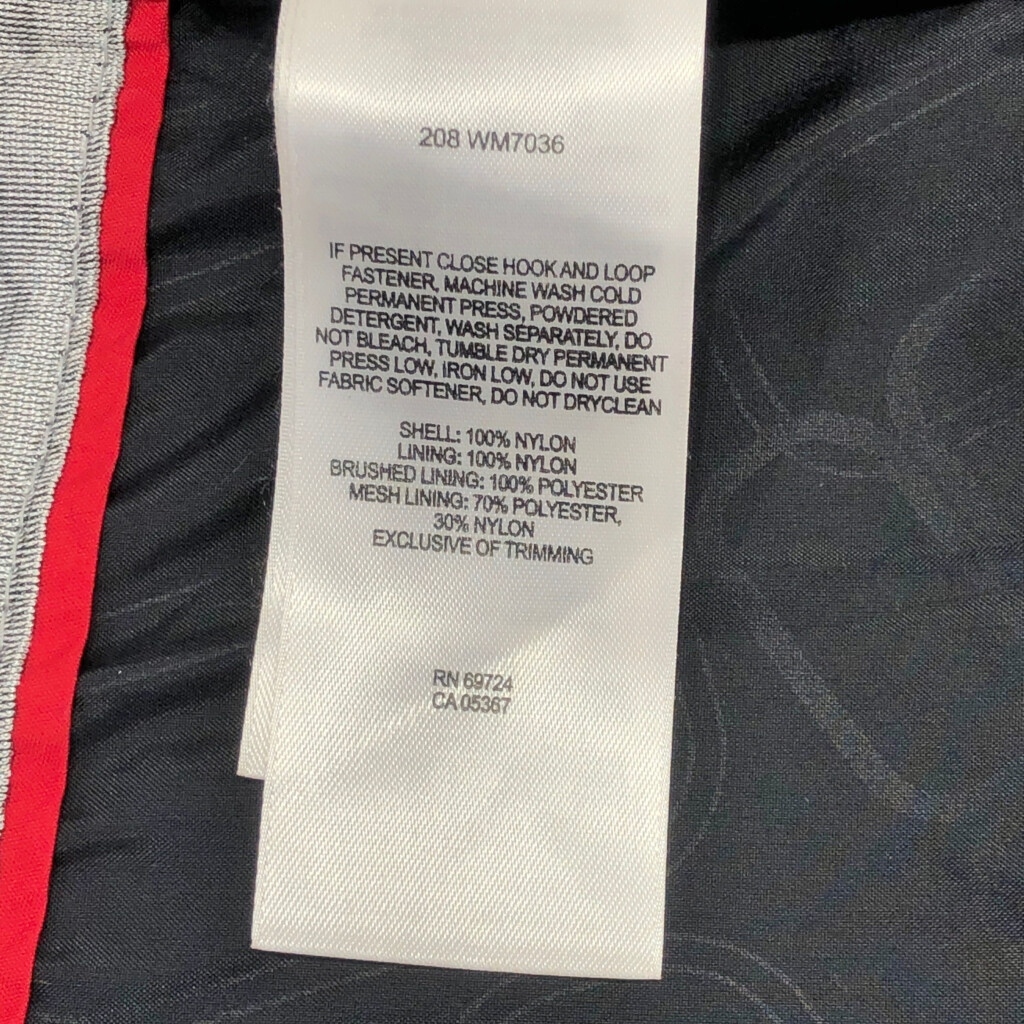 208 WM7036
IF PRESENT CLOSE HOOK AND LOOP
FASTENER, MACHINE WASH COLD
PERMANENT PRESS, POWDERED
DETERGENT, WASH SEPARATELY, DO
NOT BLEACH, TUMBLE DRY PERMANENT
PRESS LOW, IRON LOW, DO NOT USE
FABRIC SOFTENER, DO NOT DRYCLEAN
SHELL: 100% NYLON
LINING: 100% NYLON
BRUSHED LINING: 100% POLYESTER
MESH LINING: 70% POLYESTER,
30% NYLON
EXCLUSIVE OF TRIMMING
RN 69724
CA 05367